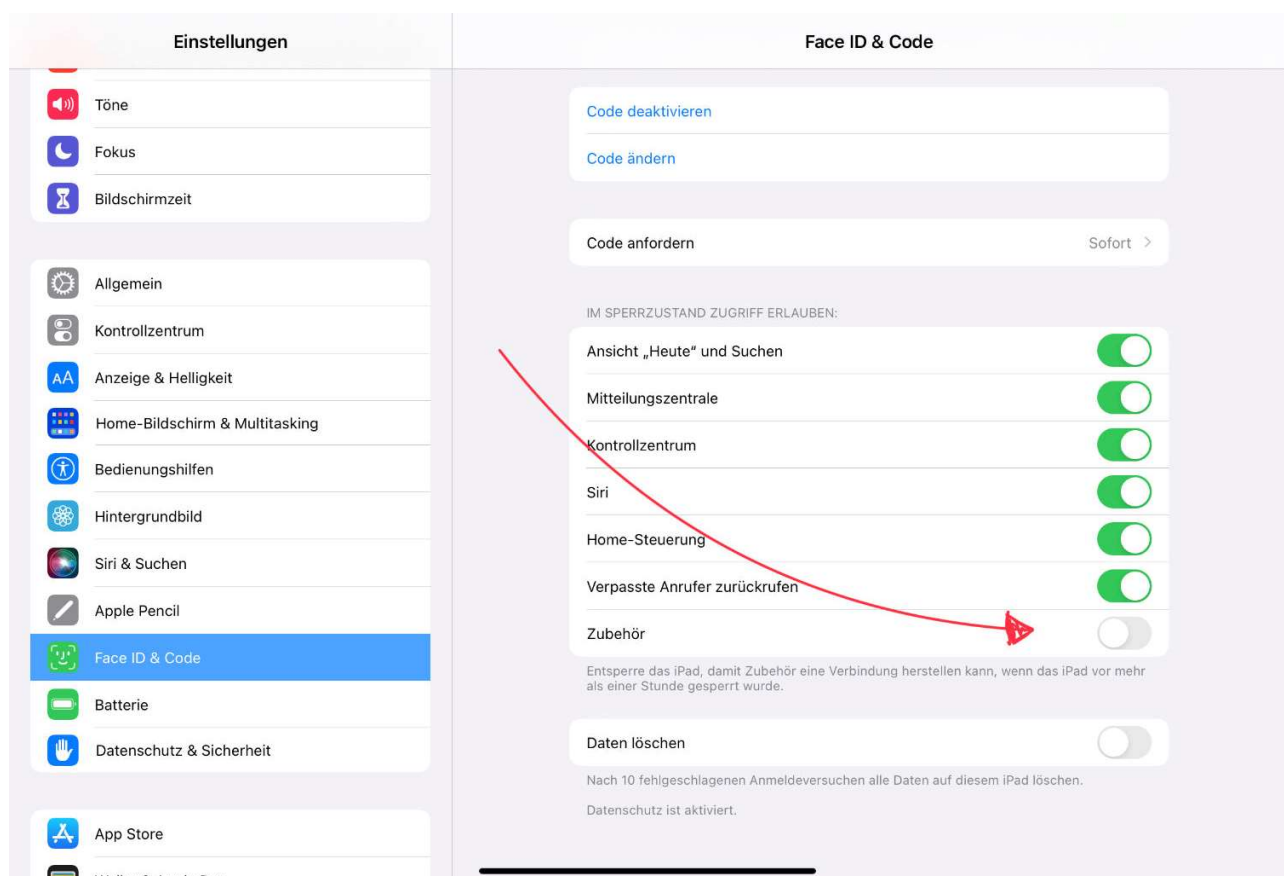 Einstellungen
Töne
Fokus
Bildschirmzeit
Allgemein
Kontrollzentrum
AA Anzeige & Helligkeit
Home-Bildschirm & Multitasking
Bedienungshilfen
Hintergrundbild
Siri & Suchen
Apple Pencil
Face ID & Code
Batterie
Datenschutz & Sicherheit
App Store
Face ID & Code
Code deaktivieren
Code ändern
Code anfordern Sofort >
IM SPERRZUSTAND ZUGRIFF ERLAUBEN:
Ansicht „Heute“ und Suchen
Mitteilungszentrale
Kontrollzentrum
Siri
Home-Steuerung
Verpasste Anrufer zurückrufen
Zubehör
Entsperre das iPad, damit Zubehör eine Verbindung herstellen kann, wenn das iPad vor mehr
als einer Stunde gesperrt wurde.
Daten löschen
Nach 10 fehlgeschlagenen Anmeldeversuchen alle Daten auf diesem iPad löschen.
Datenschutz ist aktiviert.